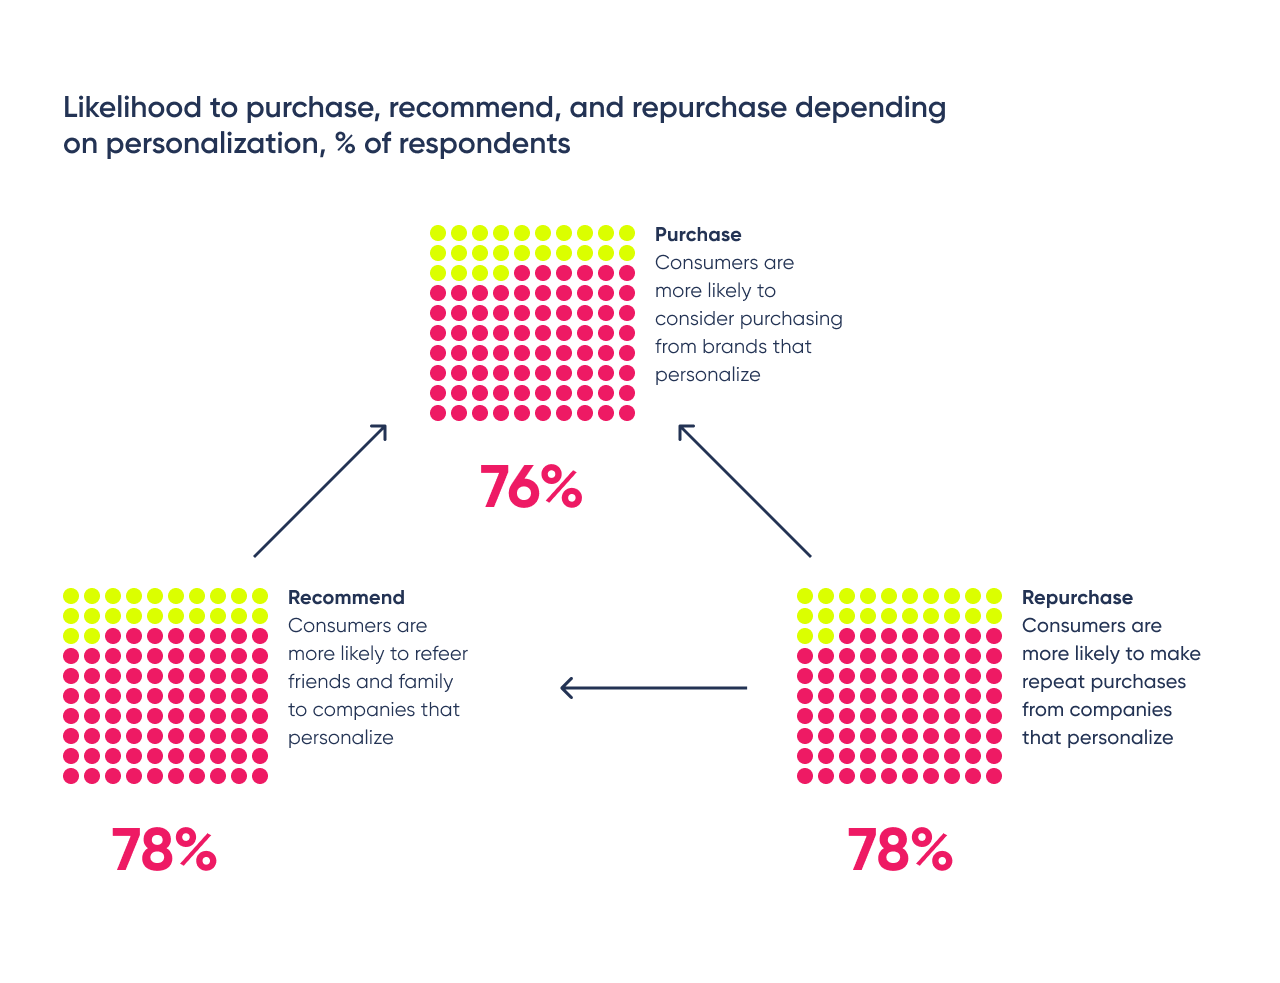 Likelihood to purchase, recommend, and repurchase depending
on personalization, % of respondents
Purchase
Consumers are
more likely to
consider purchasing
from brands that
personalize
76%
Recommend
Consumers are
more likely to refeer
friends and family
to companies that
personalize
78%
Repurchase
Consumers are
more likely to make
repeat purchases
from companies
that personalize
78%